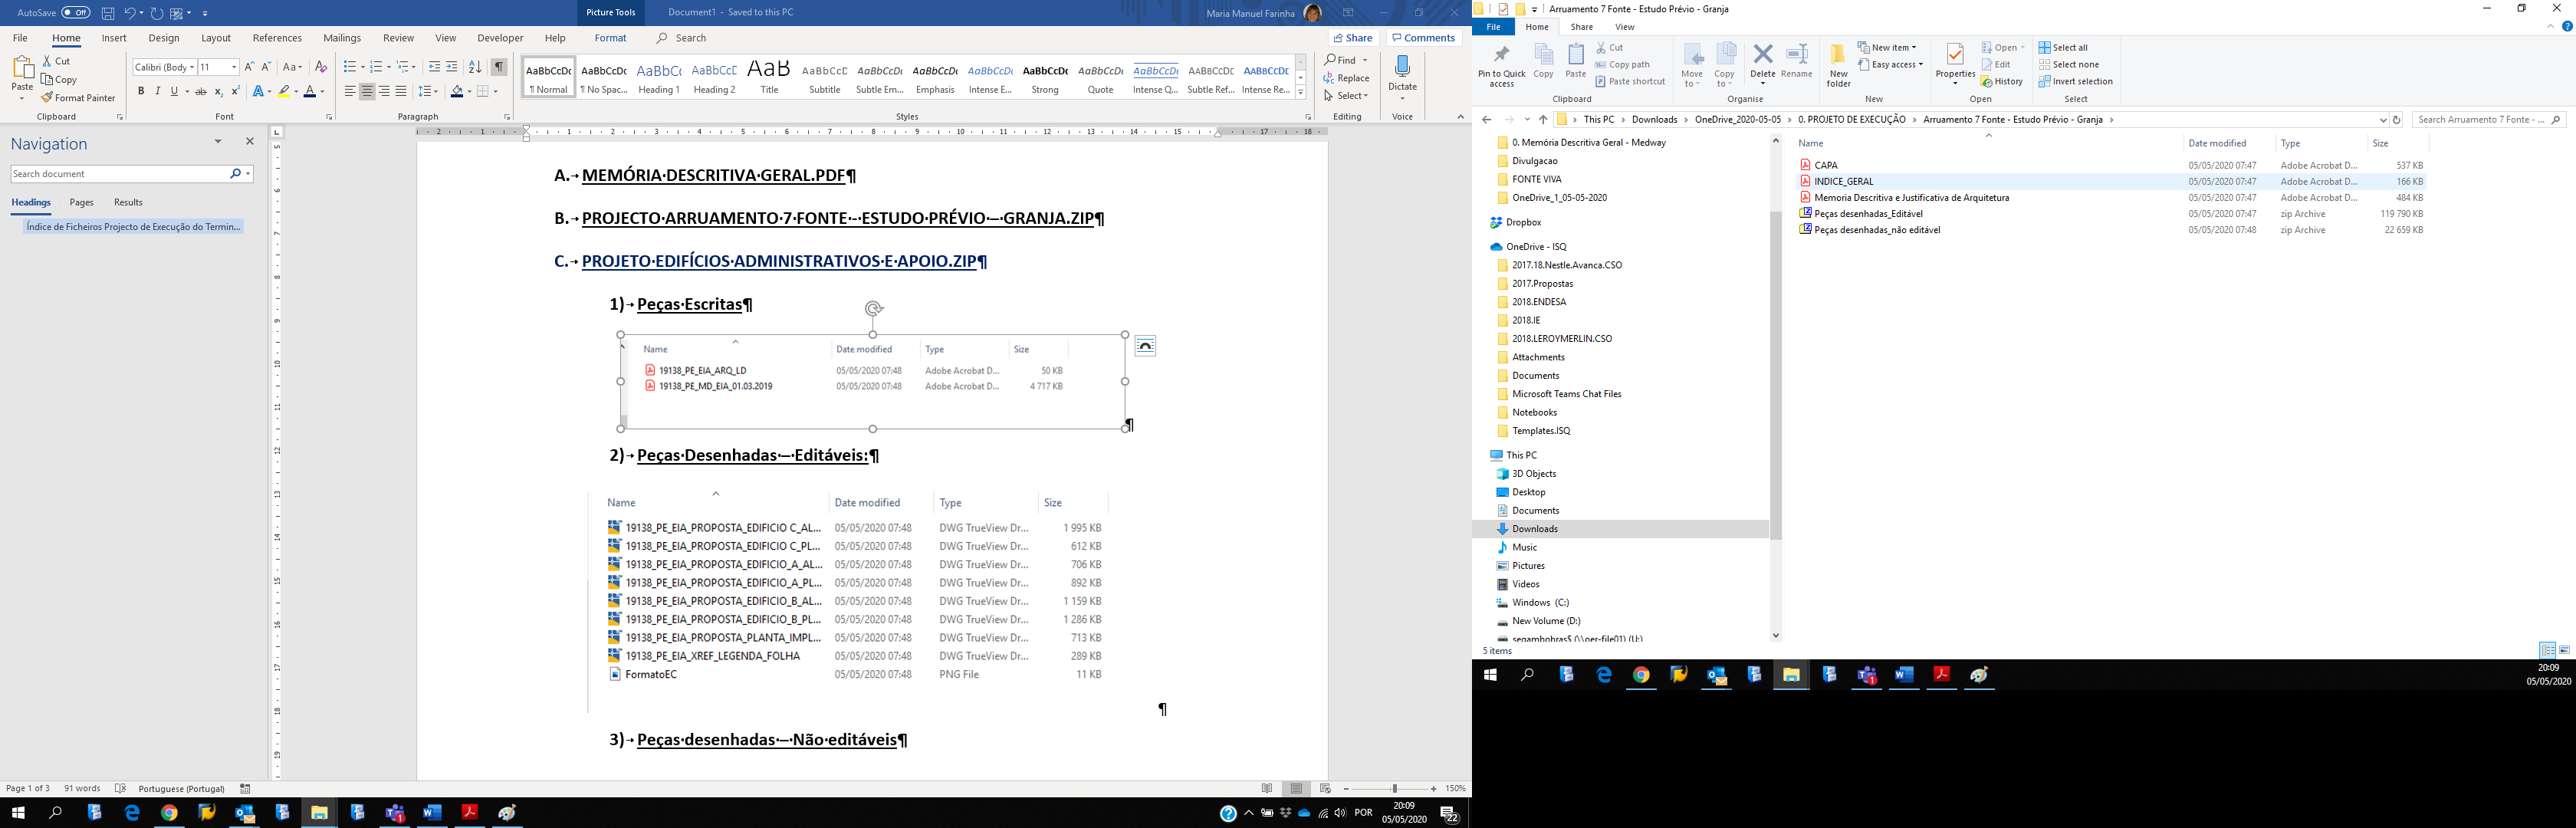 AutoSave Off
Picture Tools
Document1 - Saved to this PC
Maria Manuel Farinha
File Home Insert Design Layout References Mailings Review View Developer Help Format Search
Share Comments
Paste
Cut
Copy
Format Painter
Clipboard
Calibri (Body 11
Font
Paragraph
AaBbCcDc AaBbCcDc AaBbCc AaBbCcD AaB AaBbCcD AaBbCcDc AaBbCcDc AaBbCcDc AaBbCcDc AaBbCcDc AaBbCcDc AABBCCDD AABBCCDE
¶ Normal ¶ No Spac... Heading 1 Heading 2 Title Subtitle Subtle Em... Emphasis Intense E... Strong Quote Intense Q... Subtle Ref... Intense Re...
Styles
Find
Replace
Select
Editing
Dictate
Voice
Navigation
Search document
Headings Pages Results
Índice de Ficheiros Projecto de Execução do Termin...
A.→MEMÓRIA·DESCRITIVA·GERAL.PDF¶
B.→PROJECTO·ARRUAMENTO·7·FONTE·-·ESTUDO·PRÉVIO·–·GRANJA.ZIP¶
C.→PROJETO·EDIFÍCIOS·ADMINISTRATIVOS·E·APOIO.ZIP¶
1)→Peças·Escritas¶
Name Date modified Type Size
19138_PE_EIA_ARQ_LD 05/05/2020 07:48 Adobe Acrobat D... 50 KB
19138_PE_MD_EIA_01.03.2019 05/05/2020 07:48 Adobe Acrobat D... 4 717 KB
¶
2)→Peças·Desenhadas·–·Editáveis:¶
Name Date modified Type Size
19138_PE_EIA_PROPOSTA_EDIFICIO C_AL... 05/05/2020 07:48 DWG TrueView Dr... 1 995 KB
19138_PE_EIA_PROPOSTA_EDIFICIO C_PL... 05/05/2020 07:48 DWG TrueView Dr... 612 KB
19138_PE_EIA_PROPOSTA_EDIFICIO_A_AL... 05/05/2020 07:48 DWG TrueView Dr... 706 KB
19138_PE_EIA_PROPOSTA_EDIFICIO_A_PL... 05/05/2020 07:48 DWG TrueView Dr... 892 KB
19138_PE_EIA_PROPOSTA_EDIFICIO_B_AL... 05/05/2020 07:48 DWG TrueView Dr... 1 159 KB
19138_PE_EIA_PROPOSTA_EDIFICIO_B_PL... 05/05/2020 07:48 DWG TrueView Dr... 1 286 KB
19138_PE_EIA_PROPOSTA_PLANTA_IMPL... 05/05/2020 07:48 DWG TrueView Dr... 713 KB
19138_PE_EIA_XREF_LEGENDA_FOLHA 05/05/2020 07:48 DWG TrueView Dr... 289 KB
FormatoEC 05/05/2020 07:48 PNG File 11 KB
¶
3)→Peças·desenhadas·–·Não·editáveis¶
Page 1 of 3 91 words Portuguese (Portugal) 150%
POR 20:09
05/05/2020 22
Arruamento 7 Fonte - Estudo Prévio - Granja
File Home Share View
Pin to Quick access
Copy
Paste
Cut
Copy path
Paste shortcut
Clipboard
Move to
Copy to
Delete
Rename
Organise
New folder
New item
Easy access
New
Properties
Open
Edit
History
Open
Select all
Select none
Invert selection
Select
This PC > Downloads > OneDrive_2020-05-05 > 0. PROJETO DE EXECUÇÃO > Arruamento 7 Fonte - Estudo Prévio - Granja >
Search Arruamento 7 Fonte - ...
0. Memória Descritiva Geral - Medway
Divulgacao
FONTE VIVA
OneDrive_1_05-05-2020
Dropbox
OneDrive - ISQ
2017.18.Nestle.Avanca.CSO
2017.Propostas
2018.ENDESA
2018.IE
2018.LEROYMERLIN.CSO
Attachments
Documents
Microsoft Teams Chat Files
Notebooks
Templates.ISQ
This PC
3D Objects
Desktop
Documents
Downloads
Music
Pictures
Videos
Windows (C:)
New Volume (D:)
Name Date modified Type Size
CAPA 05/05/2020 07:47 Adobe Acrobat D... 537 KB
INDICE_GERAL 05/05/2020 07:47 Adobe Acrobat D... 166 KB
Memoria Descritiva e Justificativa de Arquitetura 05/05/2020 07:47 Adobe Acrobat D... 484 KB
Peças desenhadas_Editável 05/05/2020 07:47 zip Archive 119 790 KB
Peças desenhadas_não editável 05/05/2020 07:48 zip Archive 22 659 KB
5 items
20:09
05/05/2020